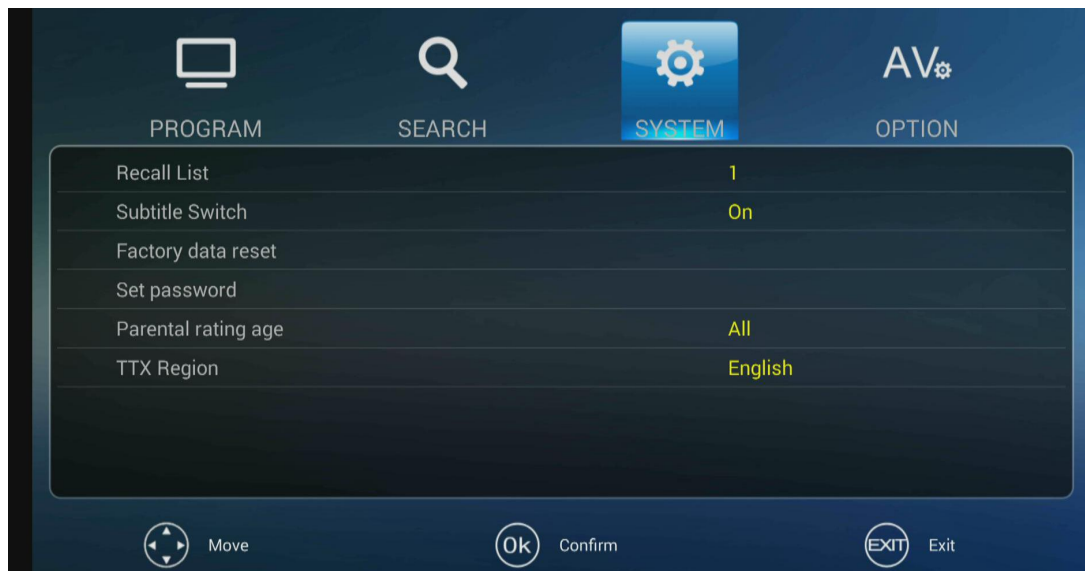 PROGRAM SEARCH SYSTEM AV OPTION
Recall List 1
Subtitle Switch On
Factory data reset
Set password
Parental rating age All
TTX Region English
Ok Move Confirm EXIT Exit